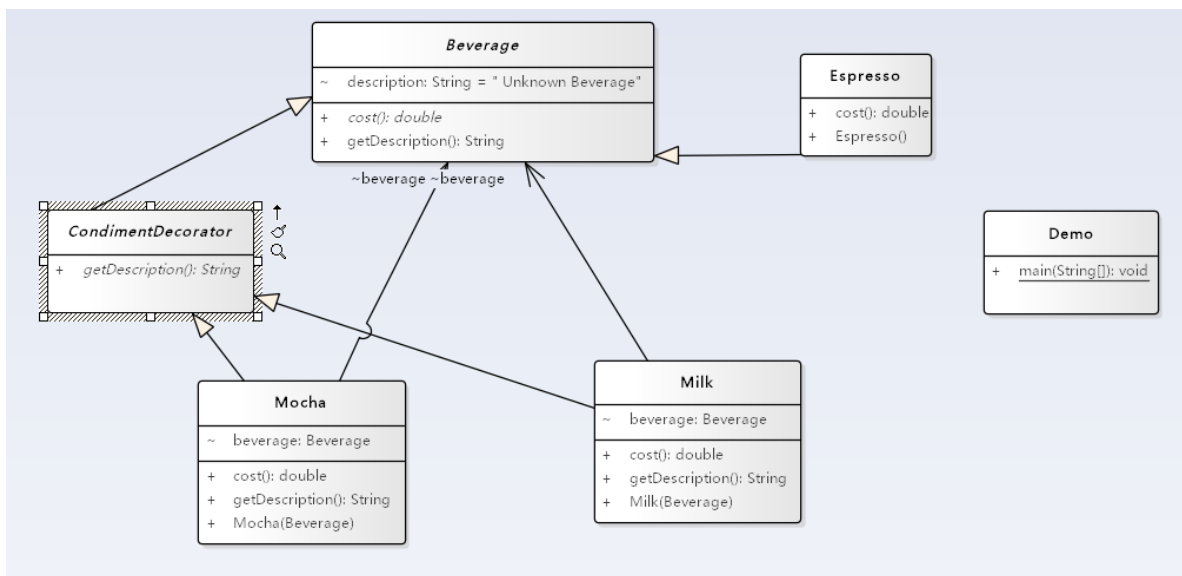 Beverage
~ description: String = " Unknown Beverage"
+ cost(): double
+ getDescription(): String
Espresso
+ cost(): double
+ Espresso()
~beverage ~beverage
CondimentDecorator
+ getDescription(): String
Demo
+ main(String[]): void
Mocha
~ beverage: Beverage
+ cost(): double
+ getDescription(): String
+ Mocha(Beverage)
Milk
~ beverage: Beverage
+ cost(): double
+ getDescription(): String
+ Milk(Beverage)